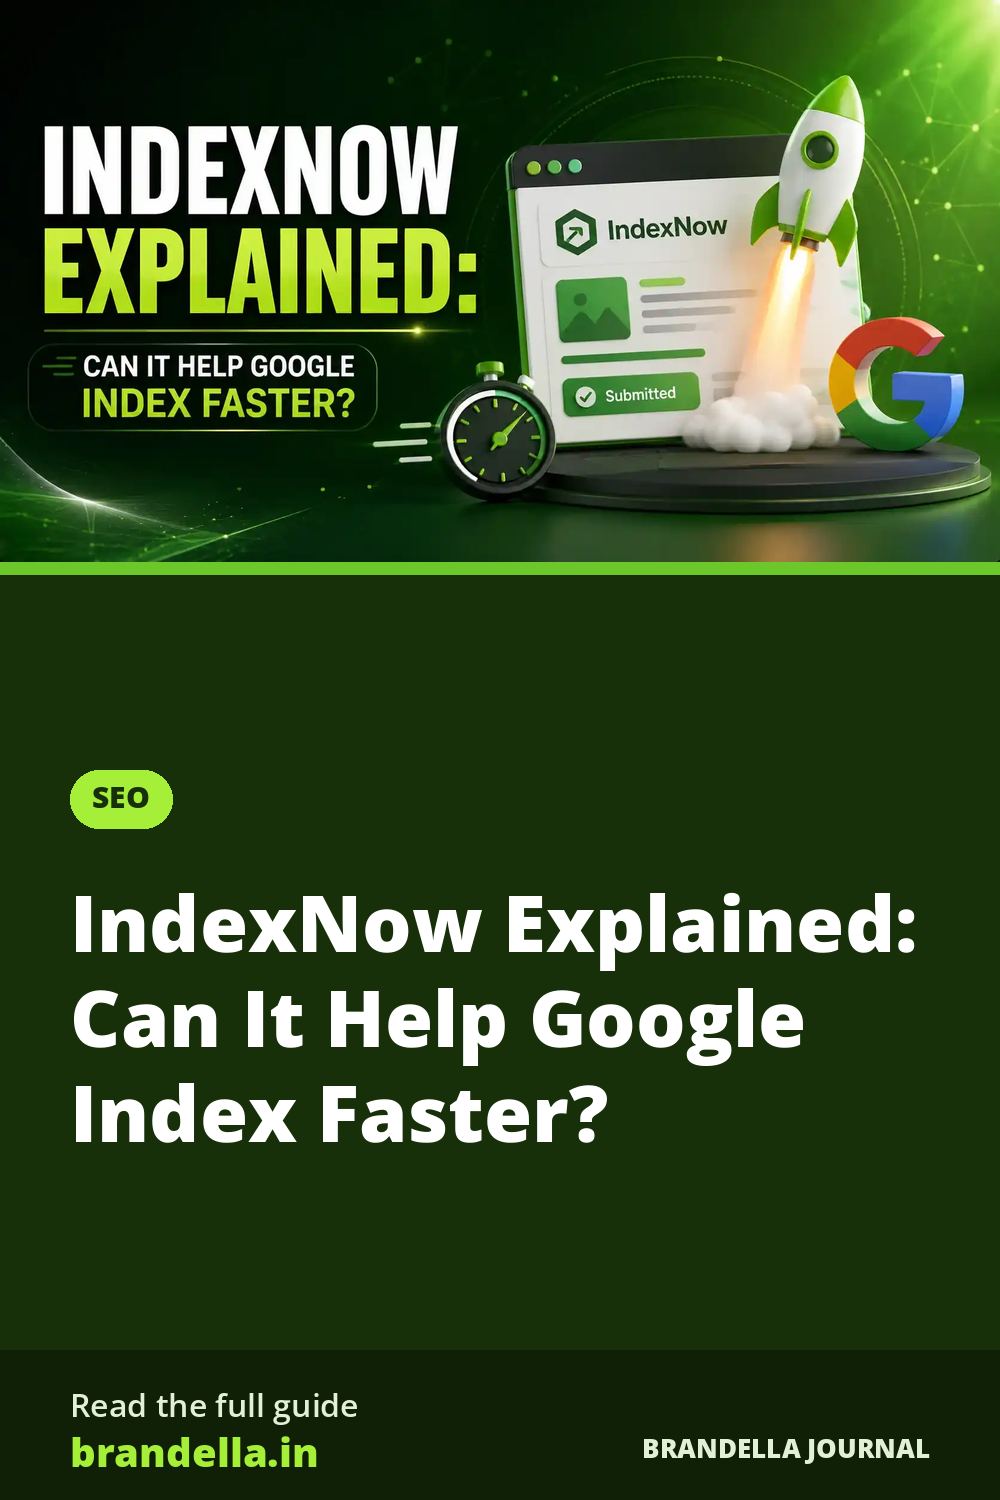 INDEXNOW
EXPLAINED:
CAN IT HELP GOOGLE
INDEX FASTER?
IndexNow
Submitted
G
SEO
IndexNow Explained:
Can It Help Google
Index Faster?
Read the full guide
brandella.in
BRANDELLA JOURNAL